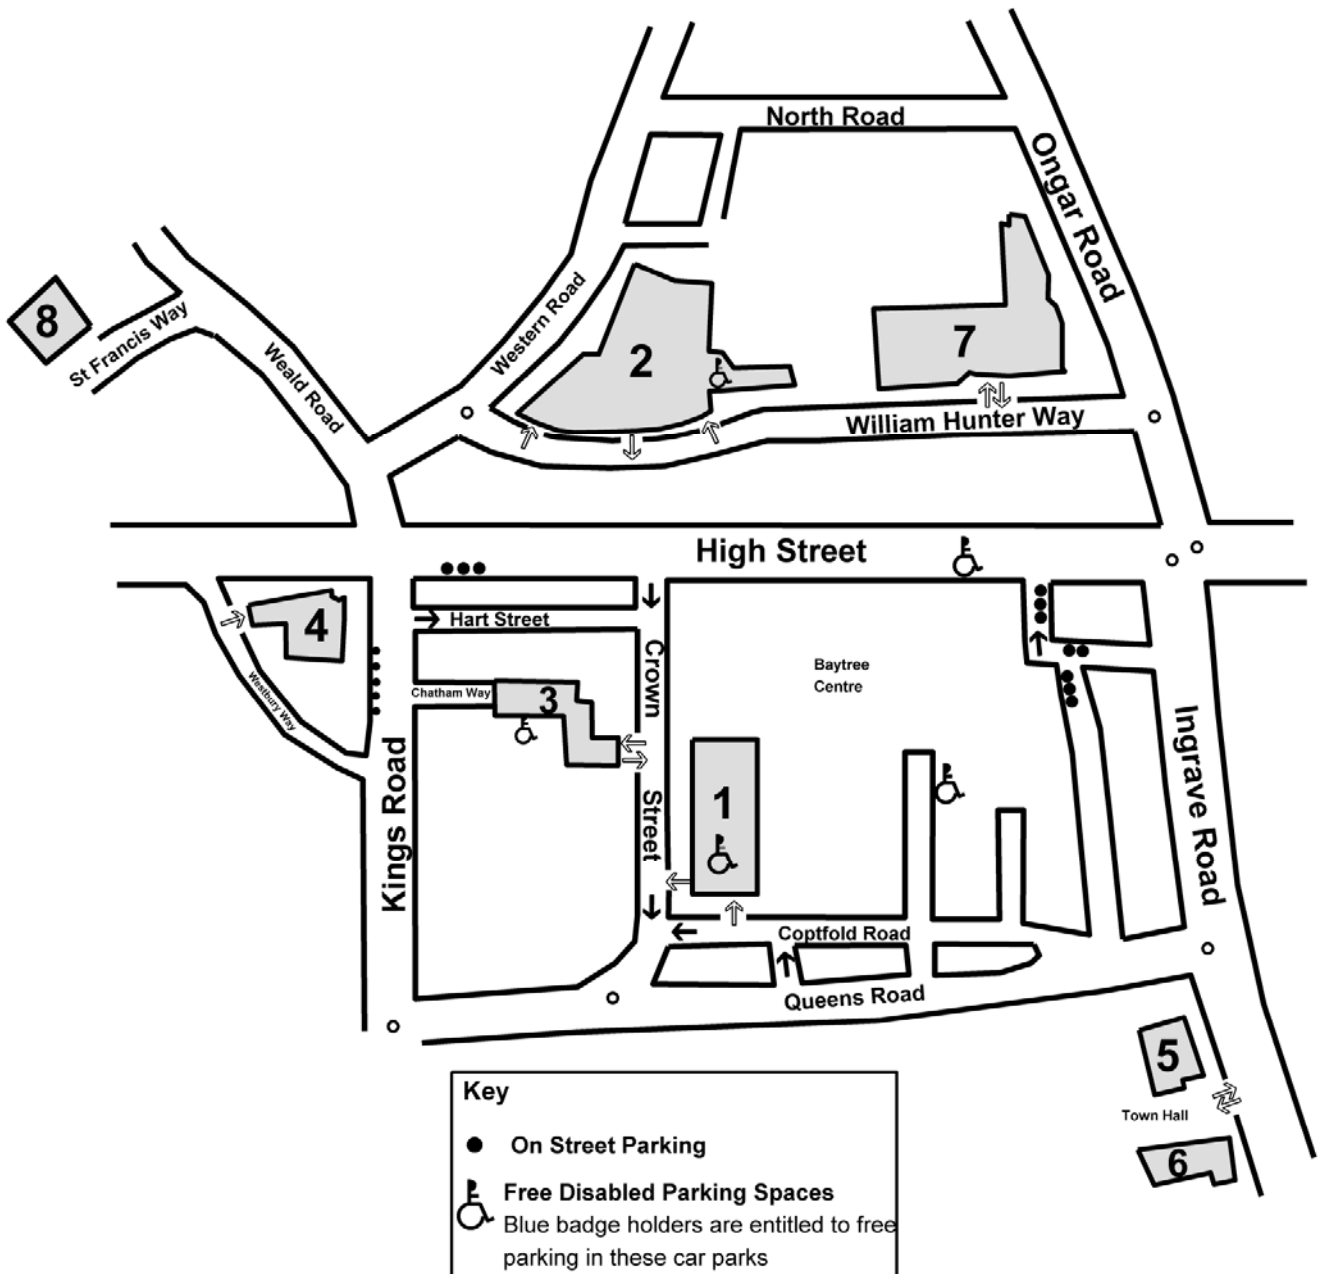 North Road
Ongar Road
8
St Francis Way
Weald Road
Western Road
2
7
William Hunter Way
High Street
4
Hart Street
Crown
Street
Baytree
Centre
Westbury Way
Chatham Way
3
Kings Road
1
Ingrave Road
Coptfold Road
Queens Road
5
Town Hall
6
Key
On Street Parking
Free Disabled Parking Spaces
Blue badge holders are entitled to free
parking in these car parks